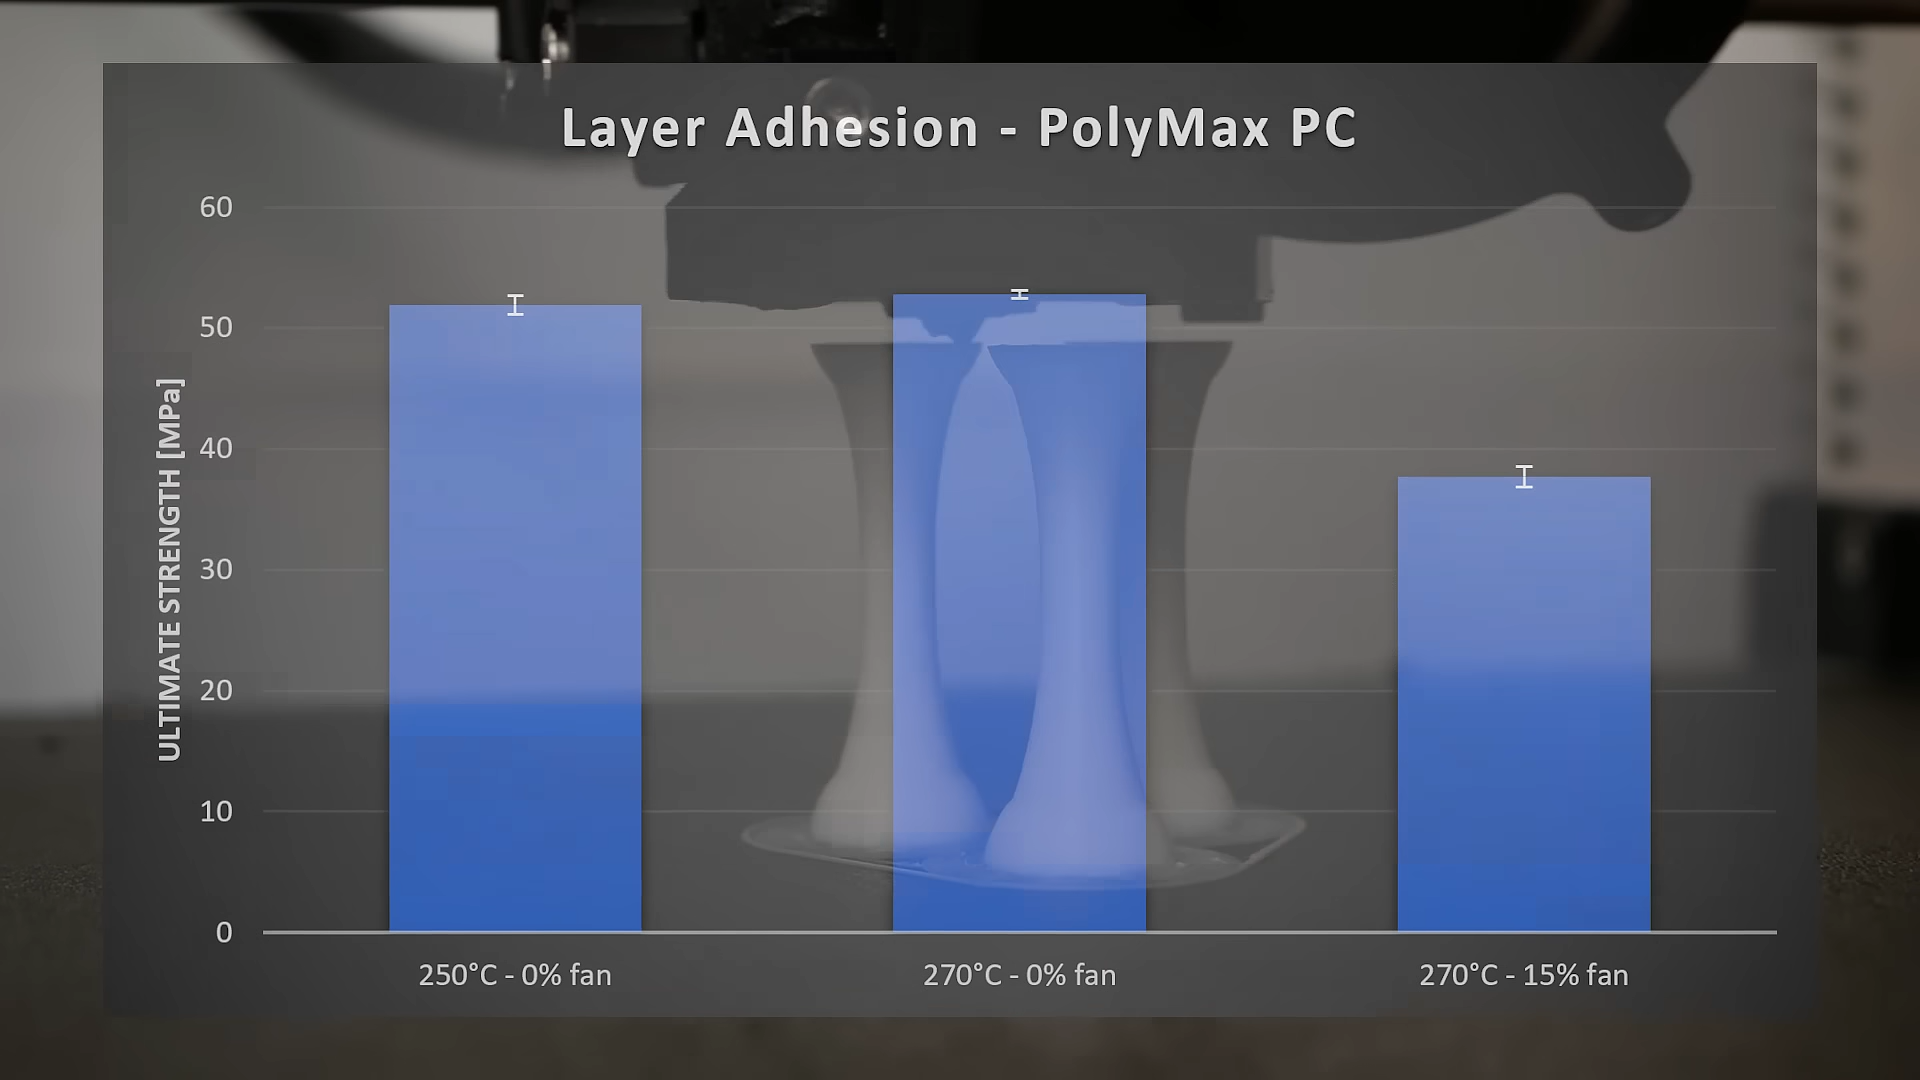 Layer Adhesion - PolyMax PC
60
50
40
30
20
10
0
ULTIMATE STRENGTH [MPa]
250°C - 0% fan
270°C - 0% fan
270°C - 15% fan